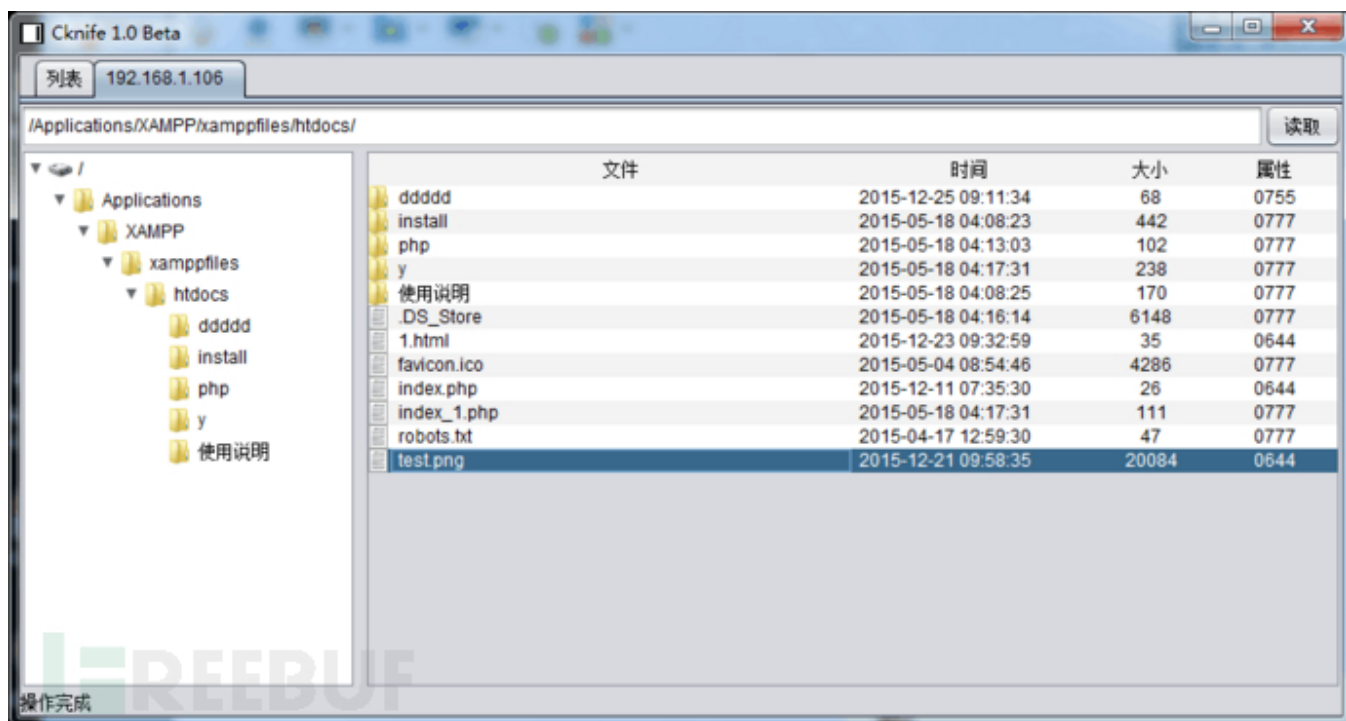 Cknife 1.0 Beta
列表 192.168.1.106
/Applications/XAMPP/xamppfiles/htdocs/ 读取
/
Applications
XAMPP
xamppfiles
htdocs
ddddd
install
php
y
使用说明
文件 时间 大小 属性
ddddd 2015-12-25 09:11:34 68 0755
install 2015-05-18 04:08:23 442 0777
php 2015-05-18 04:13:03 102 0777
y 2015-05-18 04:17:31 238 0777
使用说明 2015-05-18 04:08:25 170 0777
.DS_Store 2015-05-18 04:16:14 6148 0777
1.html 2015-12-23 09:32:59 35 0644
favicon.ico 2015-05-04 08:54:46 4286 0777
index.php 2015-12-11 07:35:30 26 0644
index_1.php 2015-05-18 04:17:31 111 0777
robots.txt 2015-04-17 12:59:30 47 0777
test.png 2015-12-21 09:58:35 20084 0644
FREEBUF
操作完成